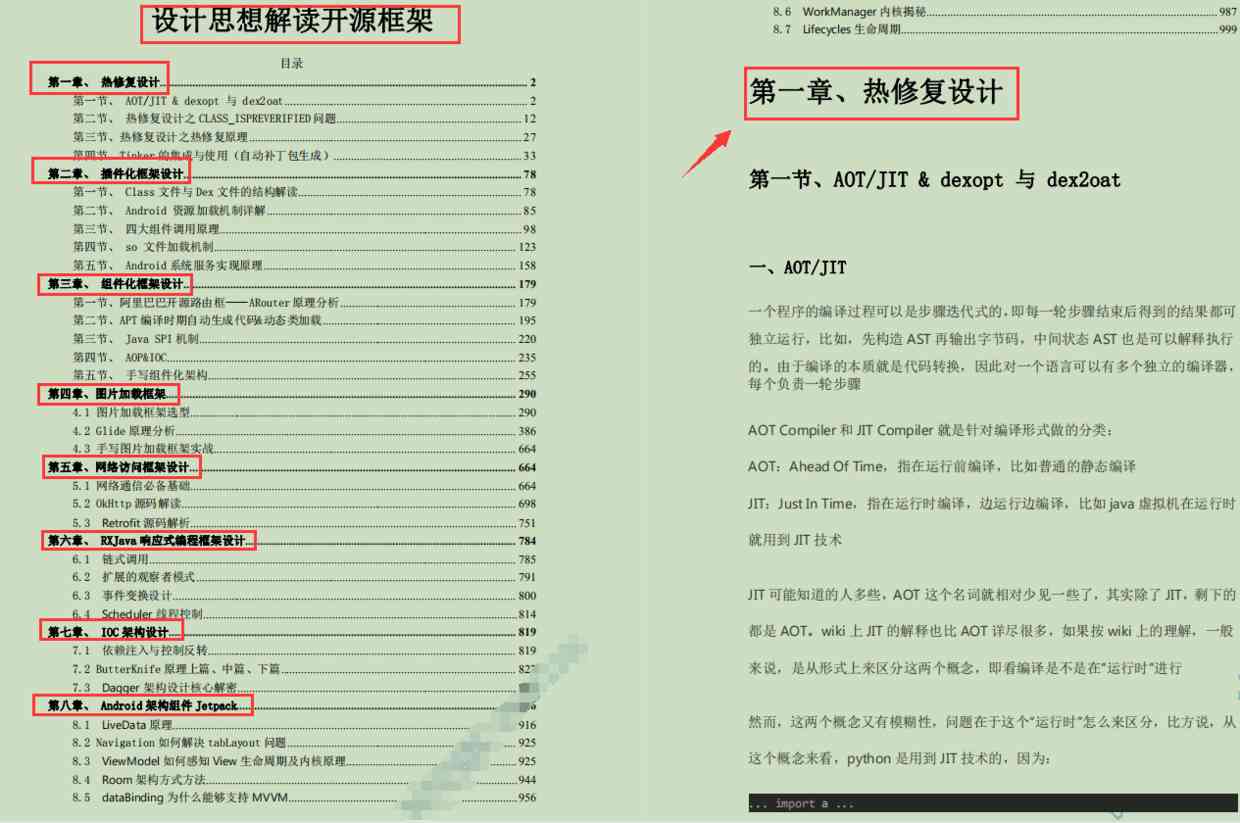 设计思想解读开源框架
目录
第一章、 热修复设计 2
第一节、 AOT/JIT & dexopt 与 dex2oat 2
第二节、 热修复设计之 CLASS_ISPREVERIFIED 问题 12
第三节、热修复设计之热修复原理 27
第四节、Tinker 的集成与使用（自动补丁包生成） 33
第二章、 插件化框架设计 78
第一节、 Class 文件与 Dex 文件的结构解读 78
第二节、 Android 资源加载机制详解 85
第三节、 四大组件调用原理 98
第四节、 so 文件加载机制 123
第五节、 Android 系统服务实现原理 158
第三章、 组件化框架设计 179
第一节、阿里巴巴开源路由框——ARouter 原理分析 179
第二节、APT 编译时期自动生成代码&动态类加载 195
第三节、 Java SPI 机制 220
第四节、 AOP&IOC 235
第五节、 手写组件化架构 255
第四章、图片加载框架 290
4.1 图片加载框架选型 290
4.2 Glide 原理分析 386
4.3 手写图片加载框架实战 664
第五章、网络访问框架设计 664
5.1 网络通信必备基础 664
5.2 OkHttp 源码解读 698
5.3 Retrofit 源码解析 751
第六章、 RXJava 响应式编程框架设计 784
6.1 链式调用 785
6.2 扩展的观察者模式 791
6.3 事件变换设计 800
6.4 Scheduler 线程控制 814
第七章、 IOC 架构设计 819
7.1 依赖注入与控制反转 819
7.2 ButterKnife 原理上篇、中篇、下篇
7.3 Dagger 架构设计核心解密
第八章、 Android 架构组件 Jetpack
8.1 LiveData 原理 916
8.2 Navigation 如何解决 tabLayout 问题 925
8.3 ViewModel 如何感知 View 生命周期及内核原理 925
8.4 Room 架构方式方法 944
8.5 dataBinding 为什么能够支持 MVVM 956
8.6 WorkManager 内核揭秘 987
8.7 Lifecycles 生命周期 999
第一章、热修复设计
第一节、AOT/JIT & dexopt 与 dex2oat
一、AOT/JIT
一个程序的编译过程可以是步骤迭代式的，即每一轮步骤结束后得到的结果都可
独立运行，比如，先构造 AST 再输出字节码，中间状态 AST 也是可以解释执行
的。由于编译的本质就是代码转换，因此对一个语言可以有多个独立的编译器，
每个负责一轮步骤
AOT Compiler 和 JIT Compiler 就是针对编译形式做的分类：
AOT：Ahead Of Time，指在运行前编译，比如普通的静态编译
JIT：Just In Time，指在运行时编译，边运行边编译，比如 java 虚拟机在运行时
就用到 JIT 技术
JIT 可能知道的人多些，AOT 这个名词就相对少见一些了，其实除了 JIT，剩下的
都是 AOT。wiki 上 JIT 的解释也比 AOT 详尽很多，如果按 wiki 上的理解，一般
来说，是从形式上来区分这两个概念，即看编译是不是在“运行时”进行
然而，这两个概念又有模糊性，问题在于这个“运行时”怎么来区分，比方说，从
这个概念来看，python 是用到 JIT 技术的，因为：
... import a ...